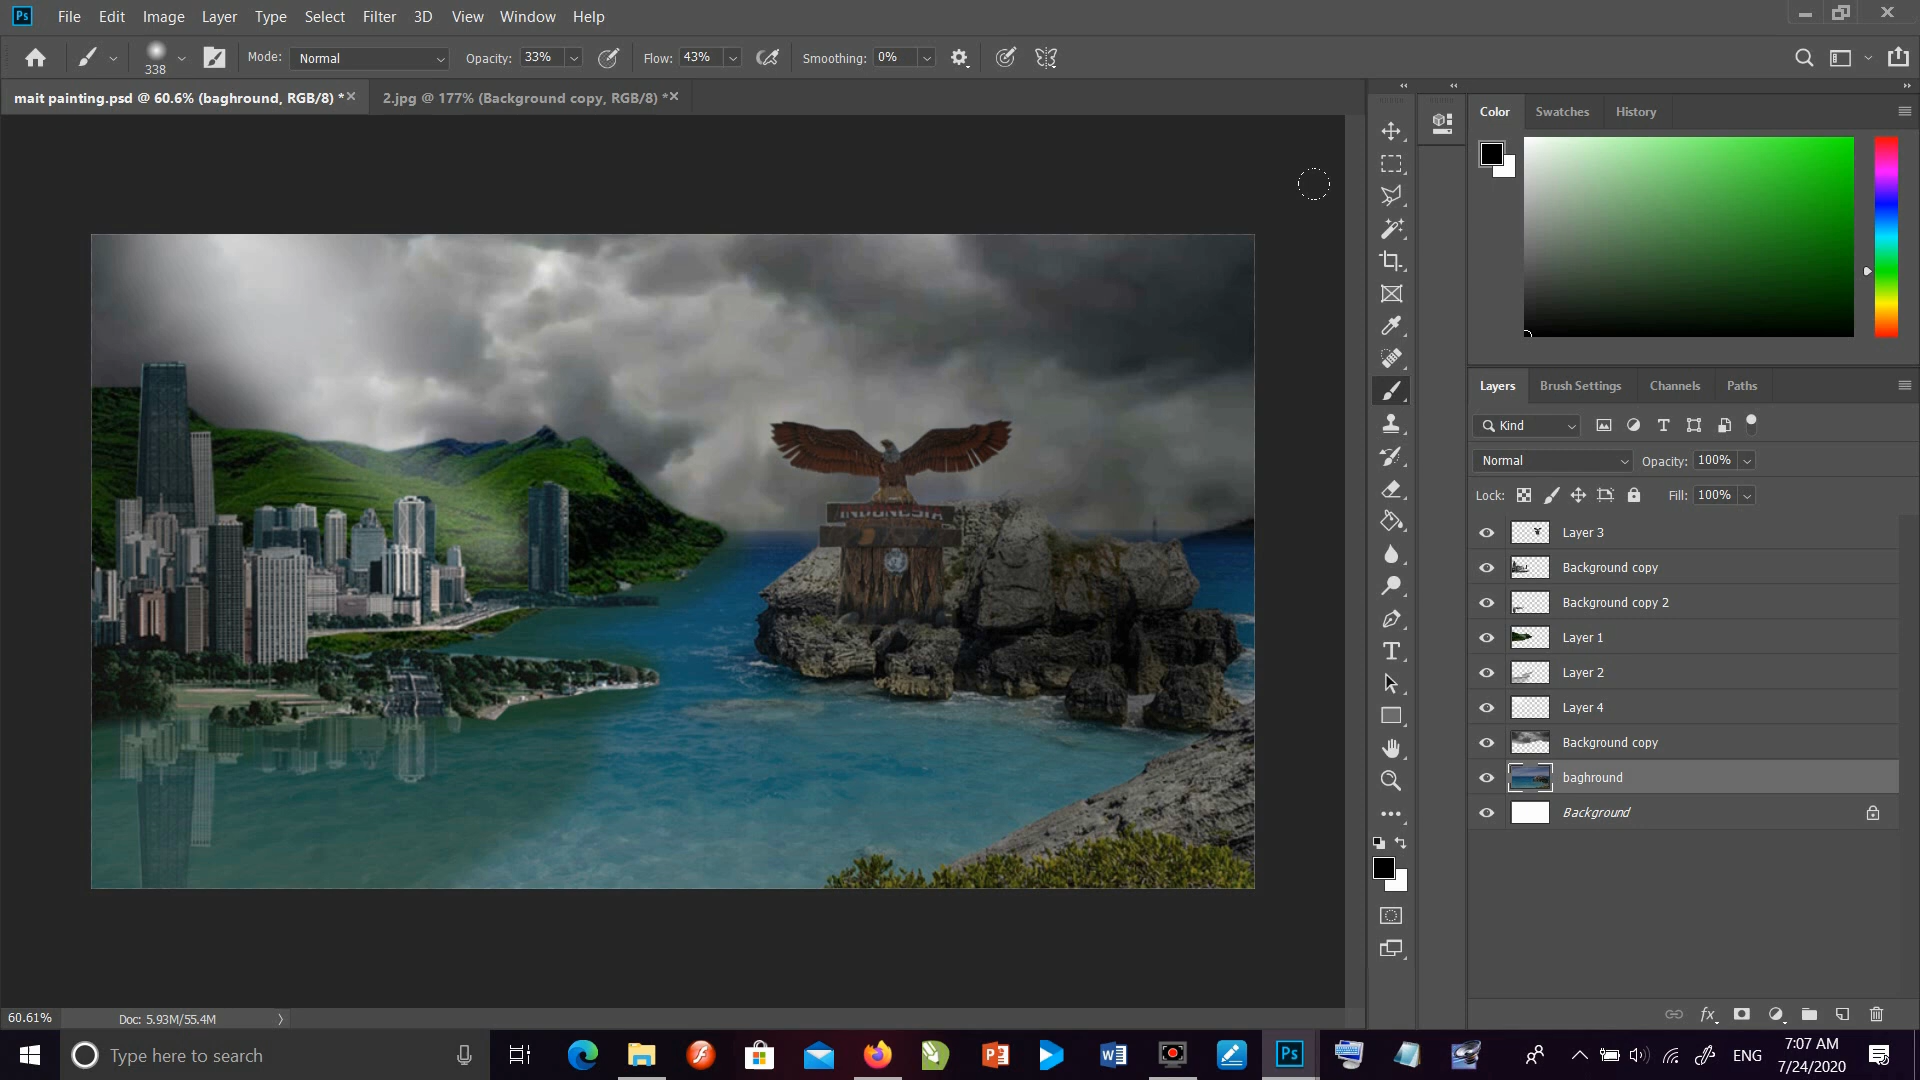 Ps File Edit Image Layer Type Select Filter 3D View Window Help
338 Mode: Normal Opacity: 33% Flow: 43% Smoothing: 0%
mait painting.psd @ 60.6% (baghround, RGB/8) * × 2.jpg @ 177% (Background copy, RGB/8) * ×
Color Swatches History
INDONESIA
Layers Brush Settings Channels Paths
Kind
Normal Opacity: 100%
Lock: Fill: 100%
Layer 3
Background copy
Background copy 2
Layer 1
Layer 2
Layer 4
Background copy
baghround
Background
60.61% Doc: 5.93M/55.4M
Type here to search
ENG
7:07 AM
7/24/2020